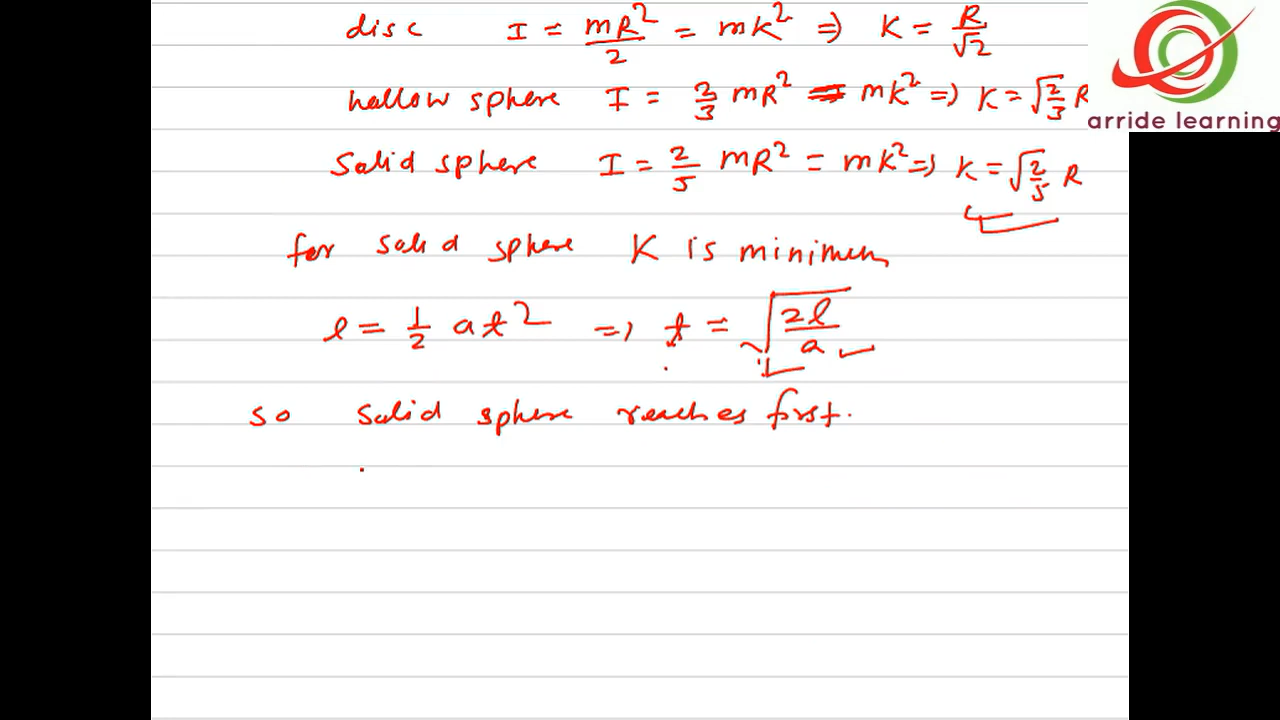 disc I = mR²/2 = mK² ⇒ K = R/√2
hallow sphere I = 2/3 mR² = mK² ⇒ K = √(2/3) R
arride learning
Solid sphere I = 2/5 mR² = mK² ⇒ K = √(2/5) R
for solid sphere K is minimum
l = 1/2 at² ⇒ t = √(2l/a)
so solid sphere reaches first.